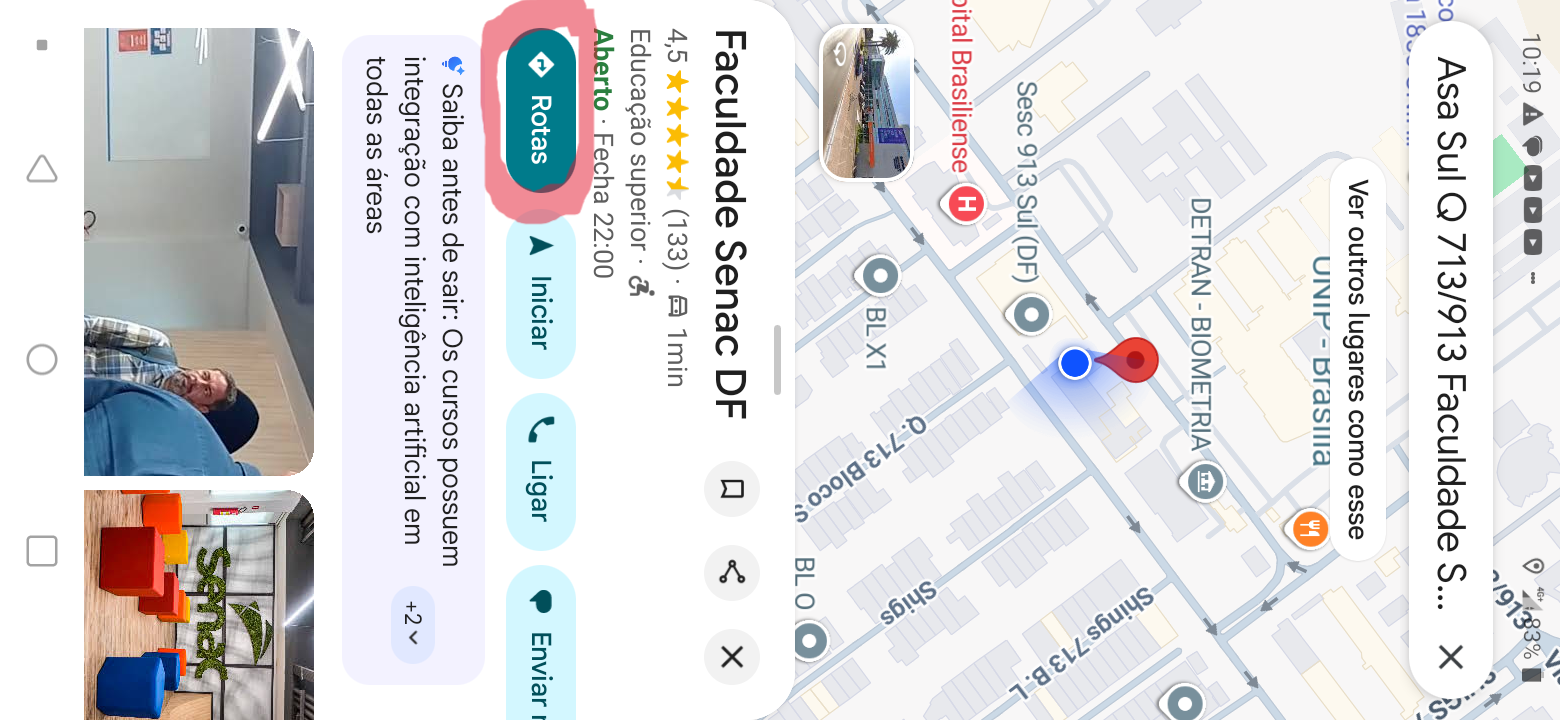 10:19
4G+
83%
Asa Sul Q 713/913 Faculdade S...
Ver outros lugares como esse
UNIP - Brasília
DETRAN - BIOMETRIA
Sesc 913 Sul (DF)
pital Brasiliense
H
BL X1
Q. 713 Bloco S
BL O
Shigs
Shings 713 B. L
Faculdade Senac DF
4,5 (133) · 1min
Educação superior ·
Aberto · Fecha 22:00
Rotas
Iniciar
Ligar
Enviar
Saiba antes de sair: Os cursos possuem
integração com inteligência artificial em
todas as áreas
+2
senac